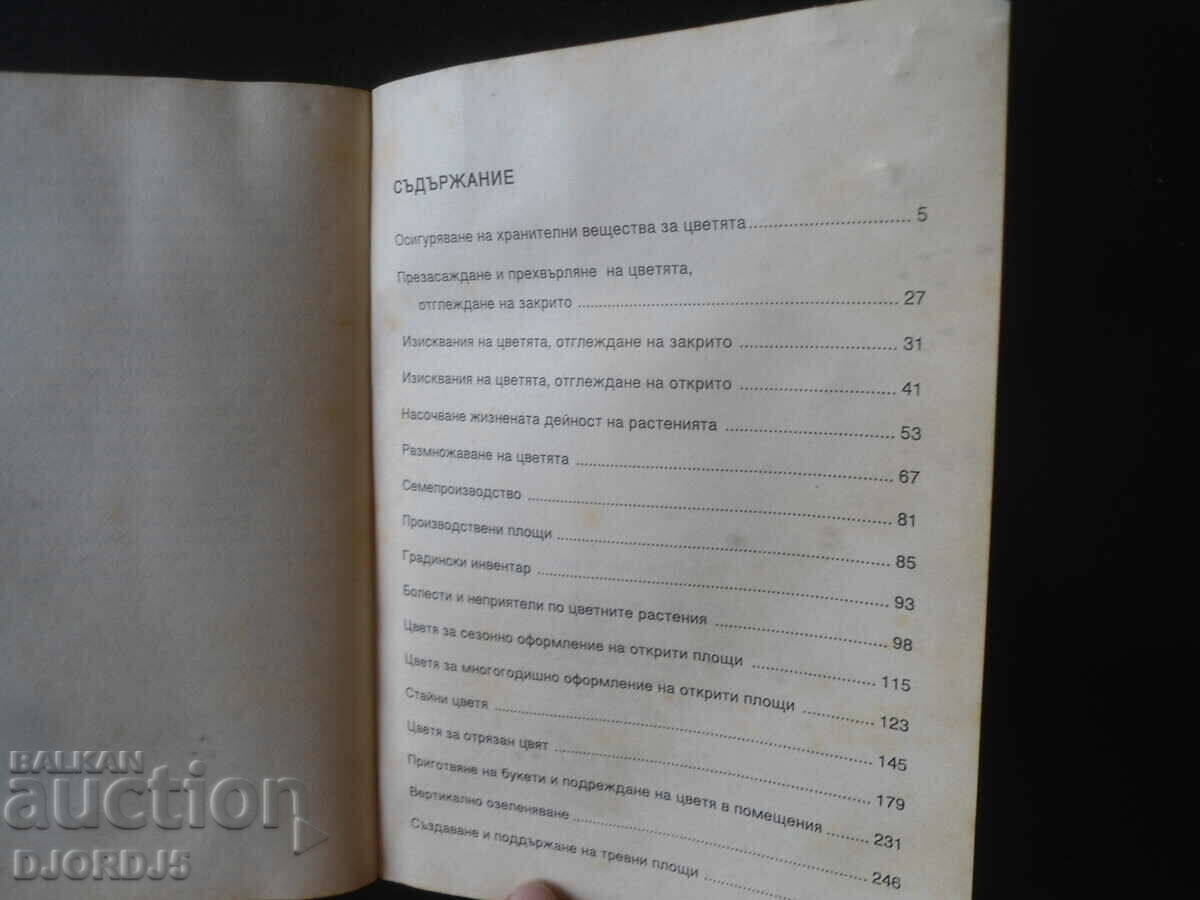 СЪДЪРЖАНИЕ
Осигуряване на хранителни вещества за цветята........................... 5
Презасаждане и прехвърляне на цветята,
отглеждане на закрито ...................................................... 27
Изисквания на цветята, отглеждане на закрито ........................... 31
Изисквания на цветята, отглеждане на открито ........................... 41
Насочване жизнената дейност на растенията ............................. 53
Размножаване на цветята ...................................................... 67
Семепроизводство .............................................................. 81
Производствени площи ........................................................ 85
Градински инвентар ............................................................ 93
Болести и неприятели по цветните растения .............................. 98
Цветя за сезонно оформление на открити площи ..................... 115
Цветя за многогодишно оформление на открити площи ............ 123
Стайни цветя .................................................................... 145
Цветя за отрязан цвят ........................................................ 179
Приготвяне на букети и подреждане на цветя в помещения ....... 231
Вертикално озеленяване ..................................................... 246
Създаване и поддържане на тревни площи ...............
BALKAN
auction
DJORDJ5